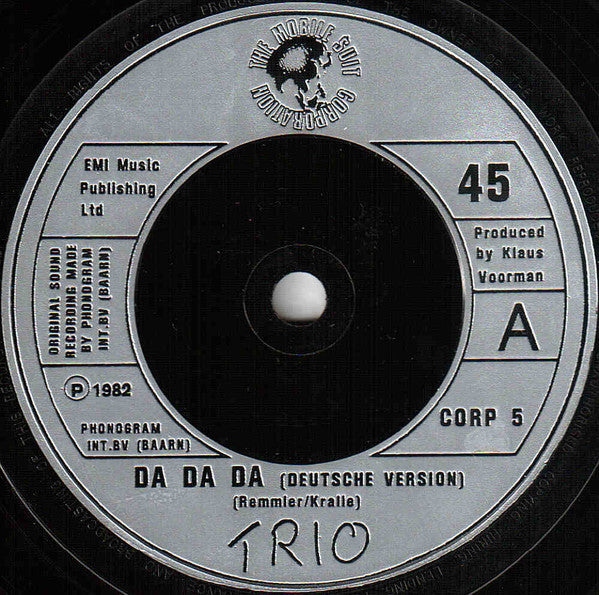 THE MOBILE SUIT CORPORATION
EMI Music
Publishing
Ltd
45
ORIGINAL SOUND
RECORDING MADE
BY PHONOGRAM
INT. BV (BAARN)
Produced
by Klaus
Voorman
A
P 1982
PHONOGRAM
INT.BV (BAARN)
CORP 5
DA DA DA (DEUTSCHE VERSION)
(Remmler/Kralle)
TRIO